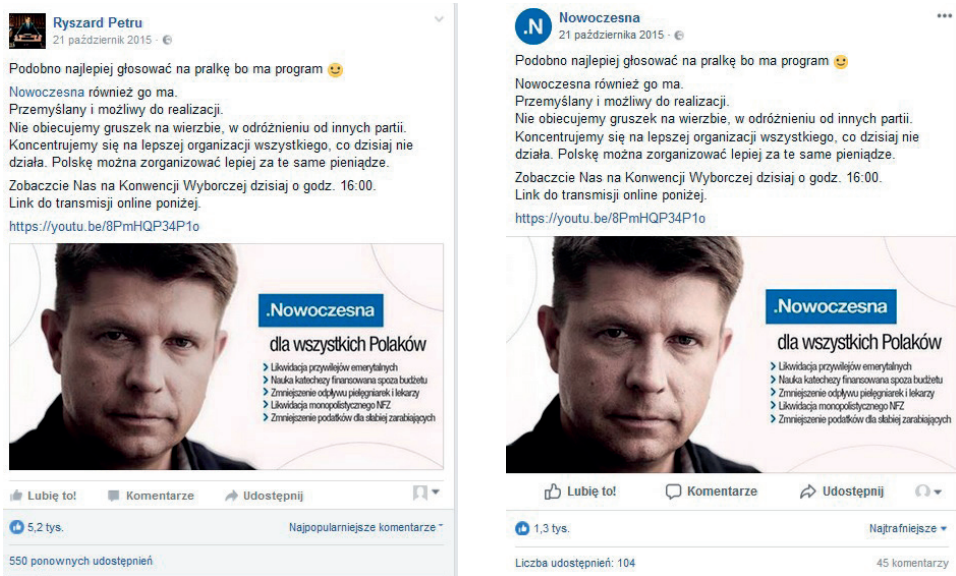 Ryszard Petru
21 październik 2015 ·
Podobno najlepiej głosować na pralkę bo ma program 🙂
Nowoczesna również go ma.
Przemyślany i możliwy do realizacji.
Nie obiecujemy gruszek na wierzbie, w odróżnieniu od innych partii.
Koncentrujemy się na lepszej organizacji wszystkiego, co dzisiaj nie
działa. Polskę można zorganizować lepiej za te same pieniądze.
Zobaczcie Nas na Konwencji Wyborczej dzisiaj o godz. 16:00.
Link do transmisji online poniżej.
https://youtu.be/8PmHQP34P1o
.Nowoczesna
dla wszystkich Polaków
Likwidacja przywilejów emerytalnych
Nauka katechezy finansowana spoza budżetu
Zmniejszenie odpływu pielęgniarek i lekarzy
Likwidacja monopolistycznego NFZ
Zmniejszenie podatków dla słabiej zarabiających
Lubię to! Komentarze Udostępnij
5,2 tys. Najpopularniejsze komentarze
550 ponownych udostępnień
.N
Nowoczesna
21 października 2015 ·
Podobno najlepiej głosować na pralkę bo ma program 🙂
Nowoczesna również go ma.
Przemyślany i możliwy do realizacji.
Nie obiecujemy gruszek na wierzbie, w odróżnieniu od innych partii.
Koncentrujemy się na lepszej organizacji wszystkiego, co dzisiaj nie
działa. Polskę można zorganizować lepiej za te same pieniądze.
Zobaczcie Nas na Konwencji Wyborczej dzisiaj o godz. 16:00.
Link do transmisji online poniżej.
https://youtu.be/8PmHQP34P1o
.Nowoczesna
dla wszystkich Polaków
Likwidacja przywilejów emerytalnych
Nauka katechezy finansowana spoza budżetu
Zmniejszenie odpływu pielęgniarek i lekarzy
Likwidacja monopolistycznego NFZ
Zmniejszenie podatków dla słabiej zarabiających
Lubię to! Komentarze Udostępnij
1,3 tys. Najtrafniejsze
Liczba udostępnień: 104 45 komentarzy